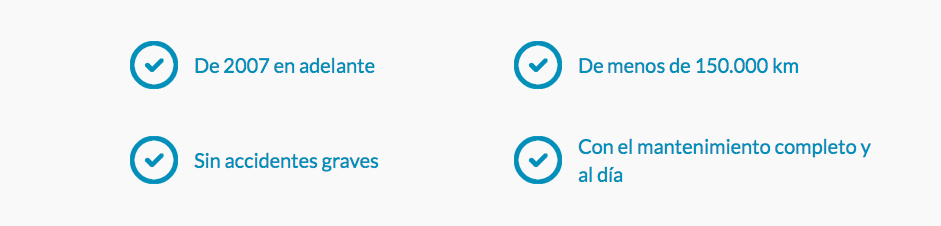 De 2007 en adelante
De menos de 150.000 km
Sin accidentes graves
Con el mantenimiento completo y
al día